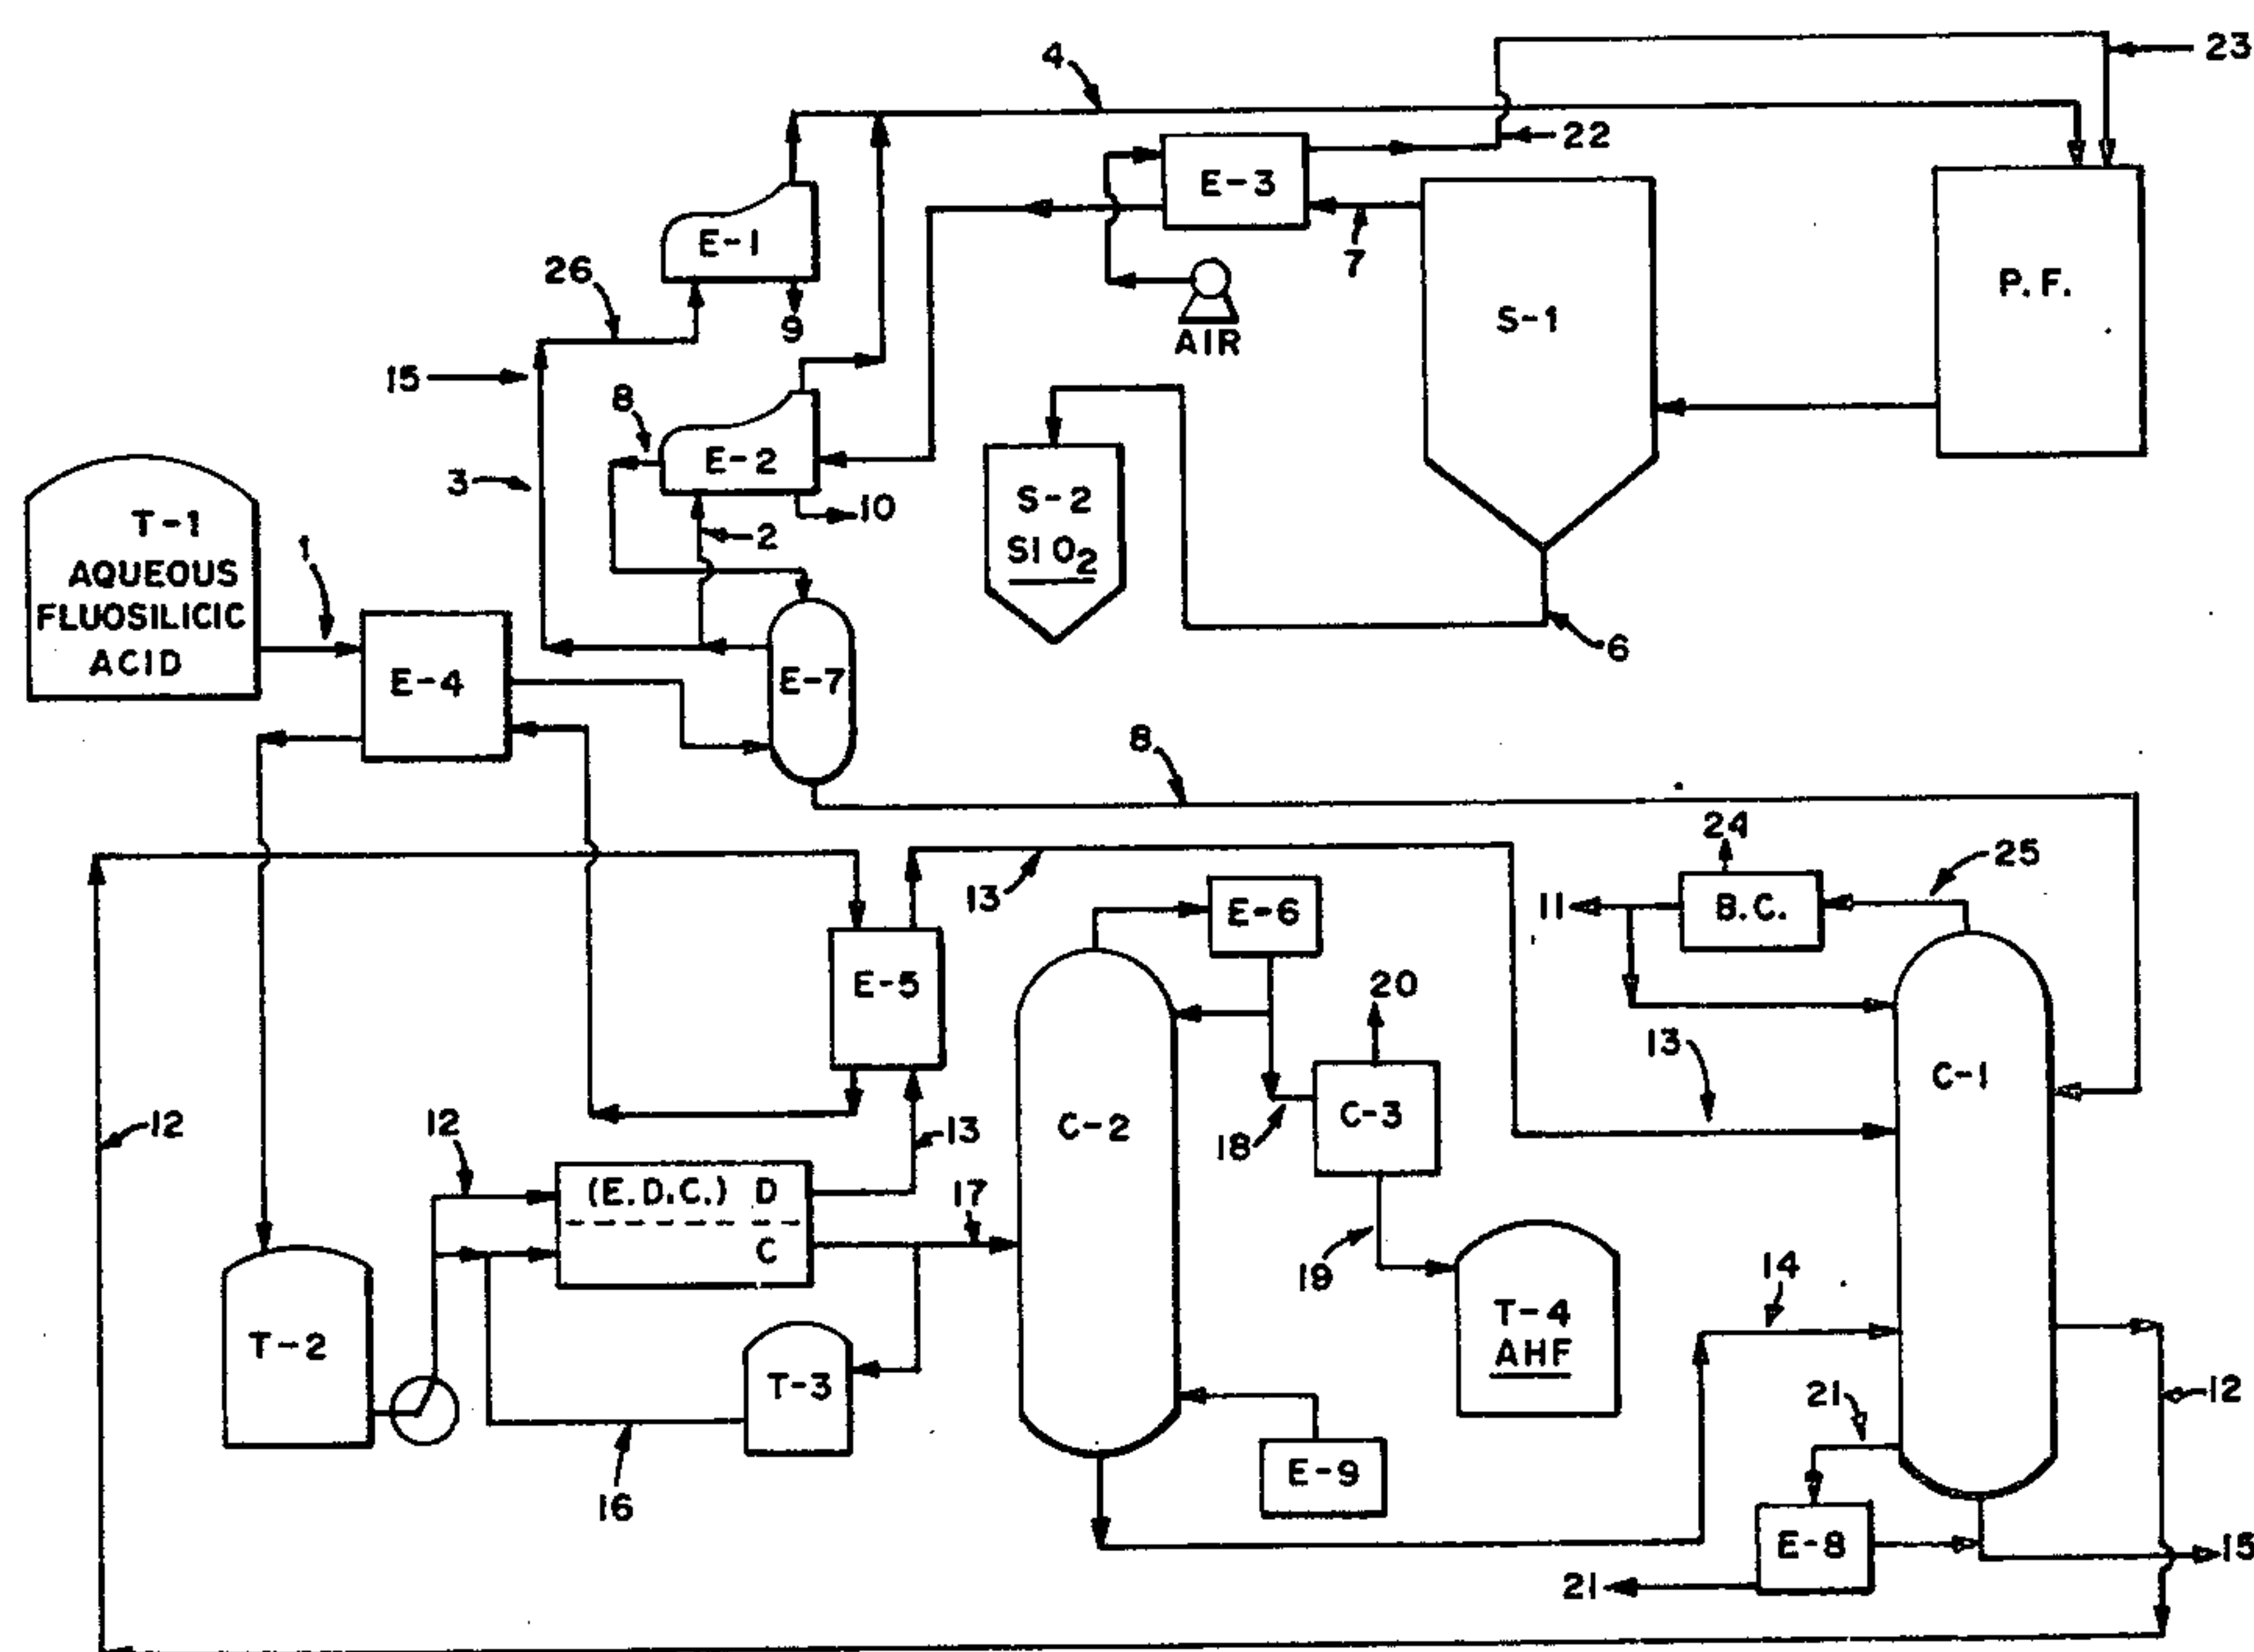 4
23
22
E-3
E-1
7
P.F.
26
S-1
9
AIR
15
8
E-2
3
S-2
SiO2
10
T-1
AQUEOUS
FLUOSILICIC
ACID
1
2
6
E-4
E-7
8
24
25
13
E-6
11
B.C.
E-5
20
13
C-1
12
12
C-2
18
C-3
13
(E.D.C.) D
17
C
19
14
T-4
AHF
T-2
T-3
21
12
E-9
16
E-8
15
21